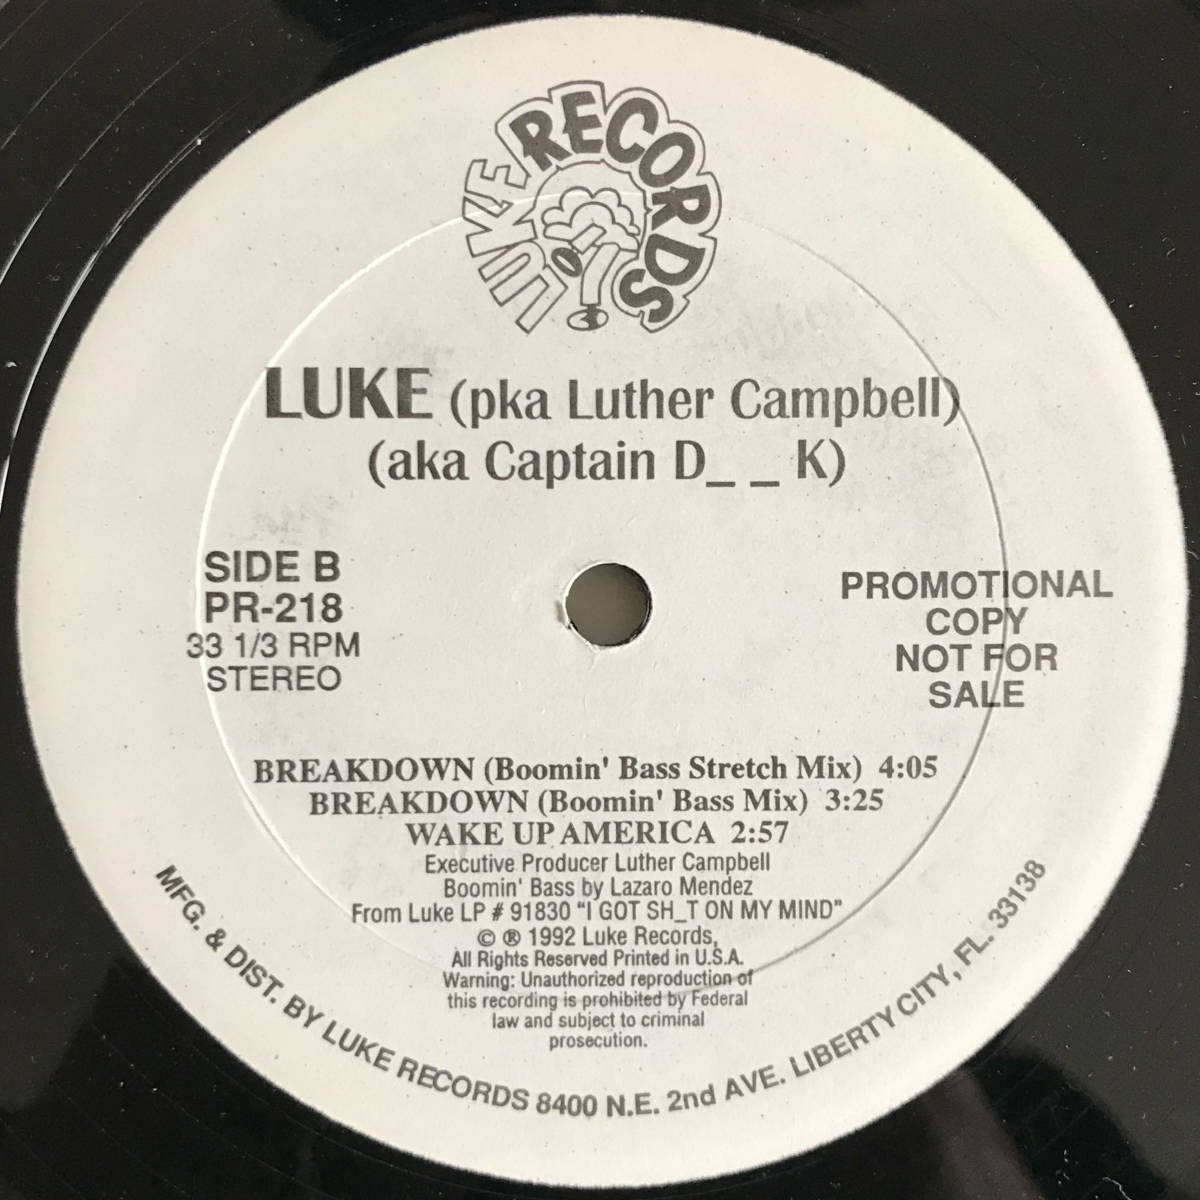 LUKE RECORDS
LUKE (pka Luther Campbell)
(aka Captain D_ _ K)
SIDE B
PR-218
33 1/3 RPM
STEREO
PROMOTIONAL
COPY
NOT FOR
SALE
BREAKDOWN (Boomin' Bass Stretch Mix) 4:05
BREAKDOWN (Boomin' Bass Mix) 3:25
WAKE UP AMERICA 2:57
Executive Producer Luther Campbell
Boomin' Bass by Lazaro Mendez
From Luke LP # 91830 "I GOT SH_T ON MY MIND"
© ® 1992 Luke Records,
All Rights Reserved Printed in U.S.A.
Warning: Unauthorized reproduction of
this recording is prohibited by Federal
law and subject to criminal
prosecution.
MFG. & DIST. BY LUKE RECORDS 8400 N.E. 2nd AVE. LIBERTY CITY, FL. 33138